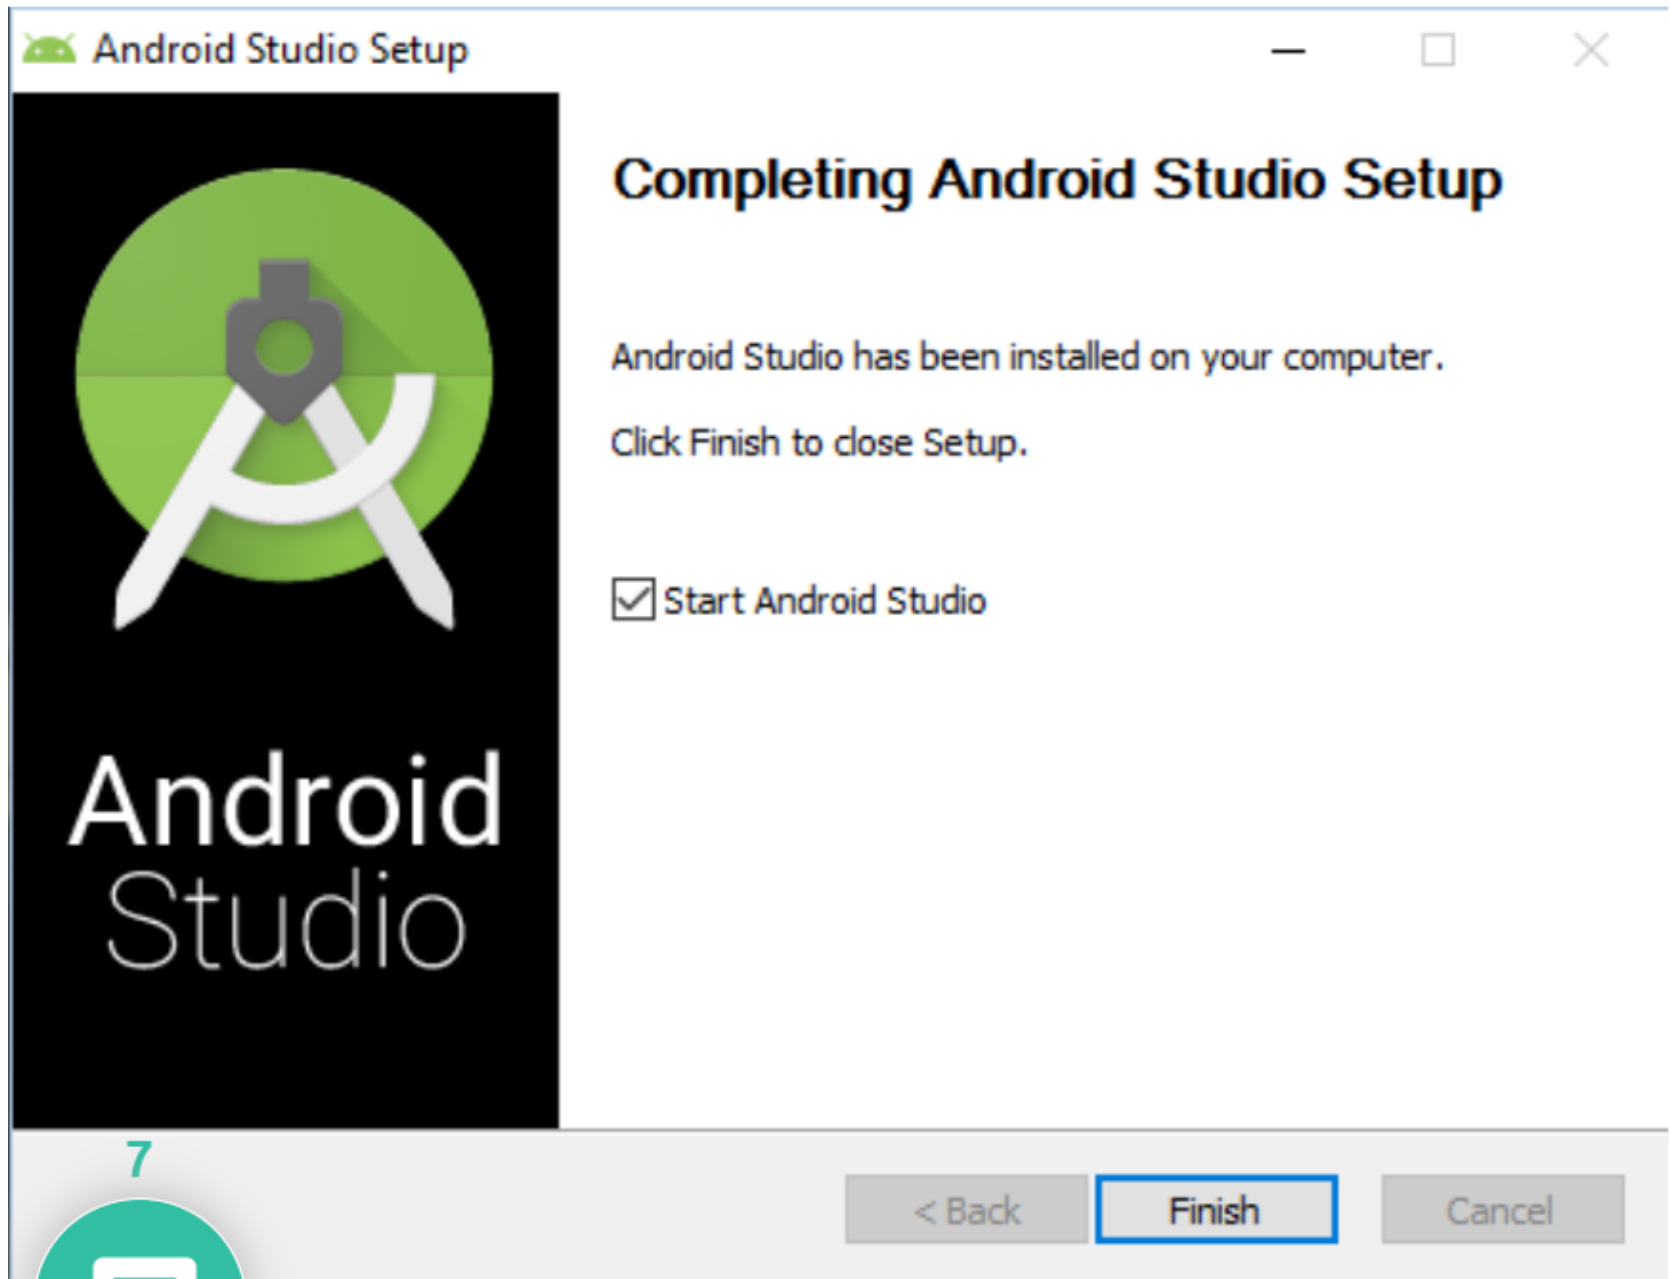 Android Studio Setup
Completing Android Studio Setup
Android Studio has been installed on your computer.
Click Finish to close Setup.
Start Android Studio
Android
Studio
7
< Back
Finish
Cancel